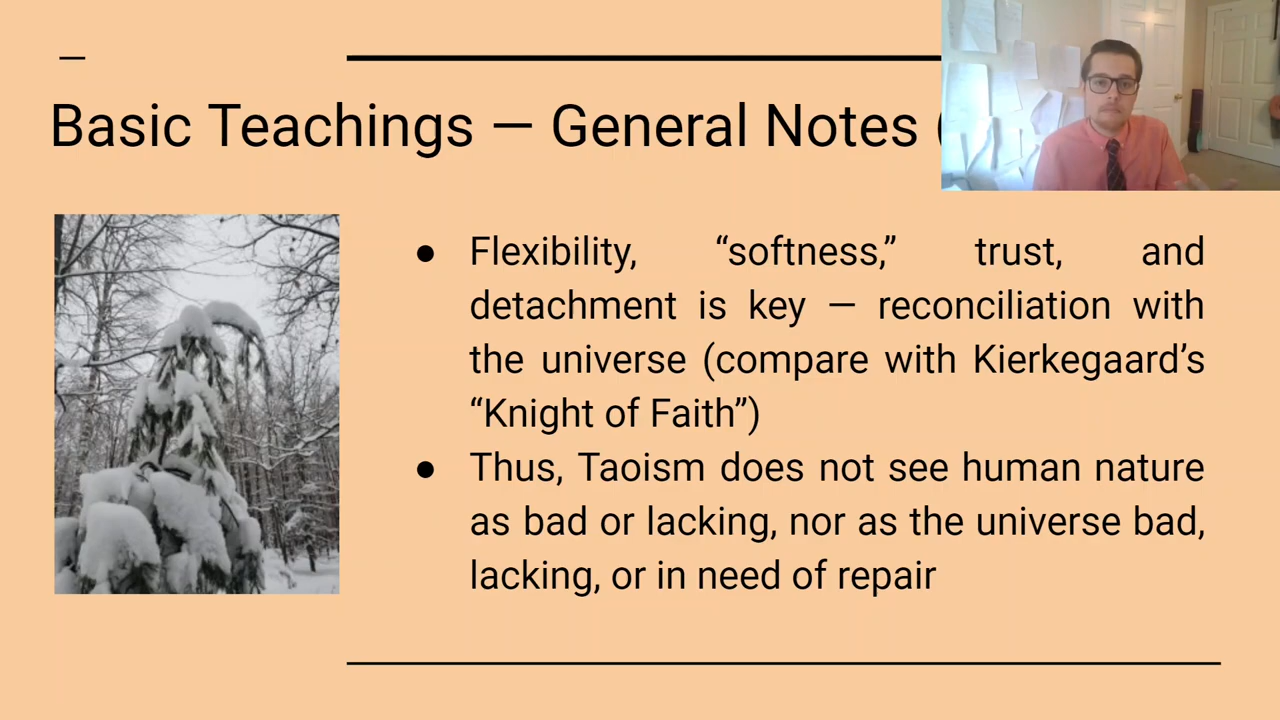 Basic Teachings — General Notes (
● Flexibility, “softness,” trust, and
detachment is key — reconciliation with
the universe (compare with Kierkegaard’s
“Knight of Faith”)
● Thus, Taoism does not see human nature
as bad or lacking, nor as the universe bad,
lacking, or in need of repair